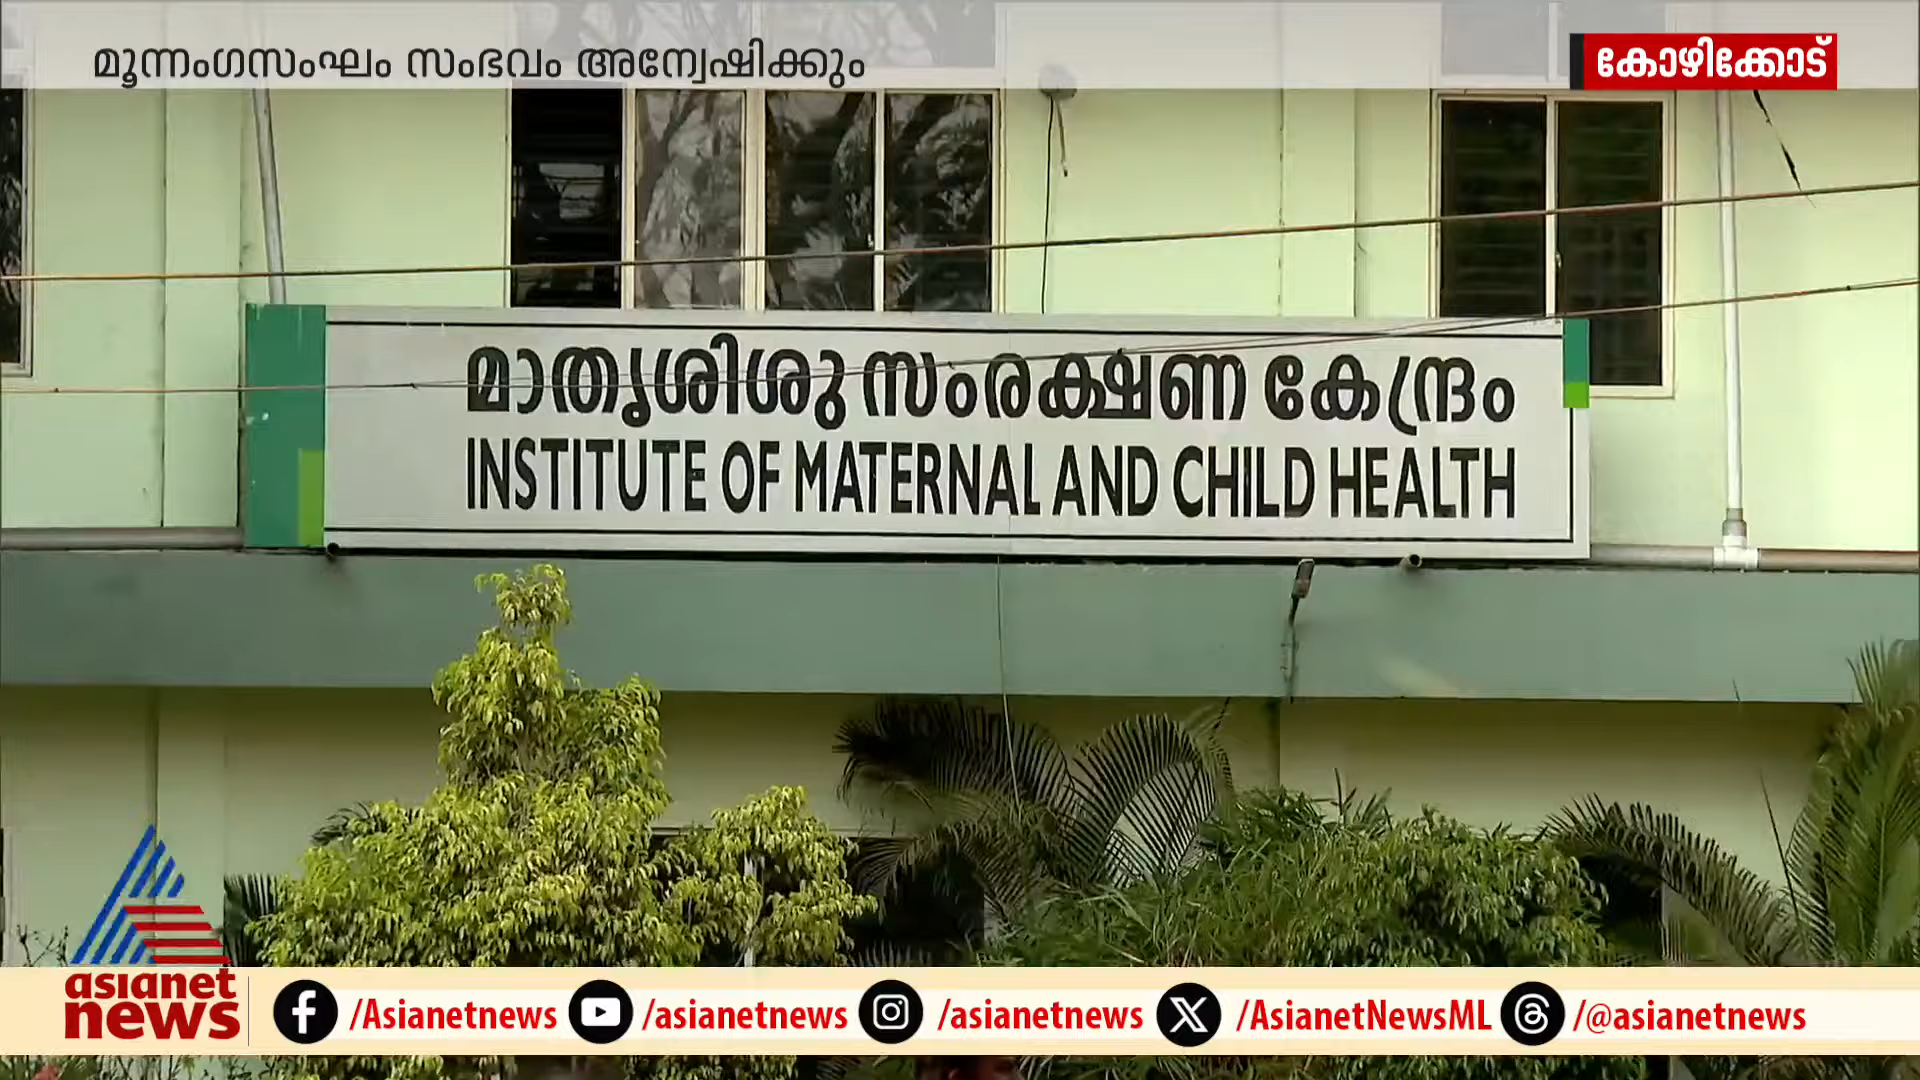 മൂന്നംഗസംഘം സംഭവം അന്വേഷിക്കും
കോഴിക്കോട്
മാതൃശിശു സംരക്ഷണ കേന്ദ്രം
INSTITUTE OF MATERNAL AND CHILD HEALTH
asianet
news
/Asianetnews
/asianetnews
/asianetnews
/AsianetNewsML
/@asianetnews